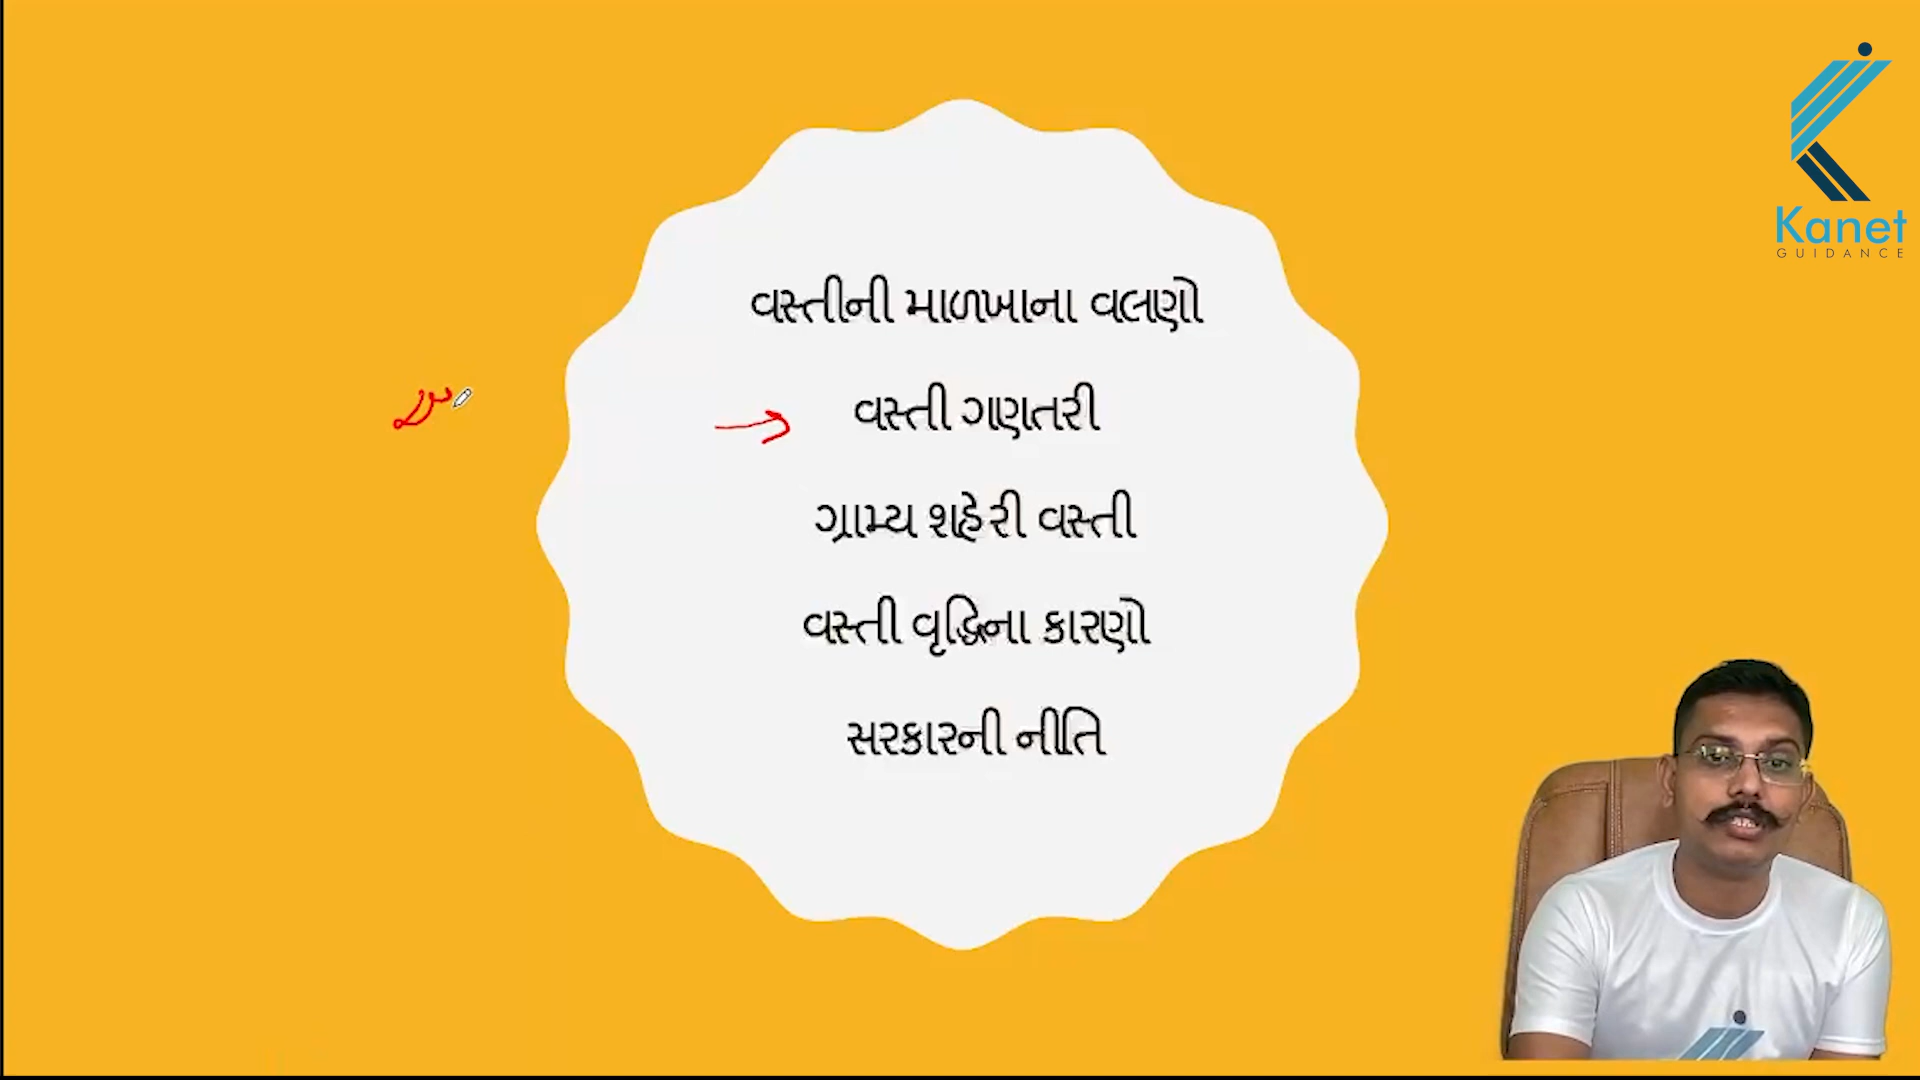 વસ્તીની માળખાના વલણો
વસ્તી ગણતરી
ગ્રામ્ય શહેરી વસ્તી
વસ્તી વૃદ્ધિના કારણો
સરકારની નીતિ
Kanet
GUIDANCE